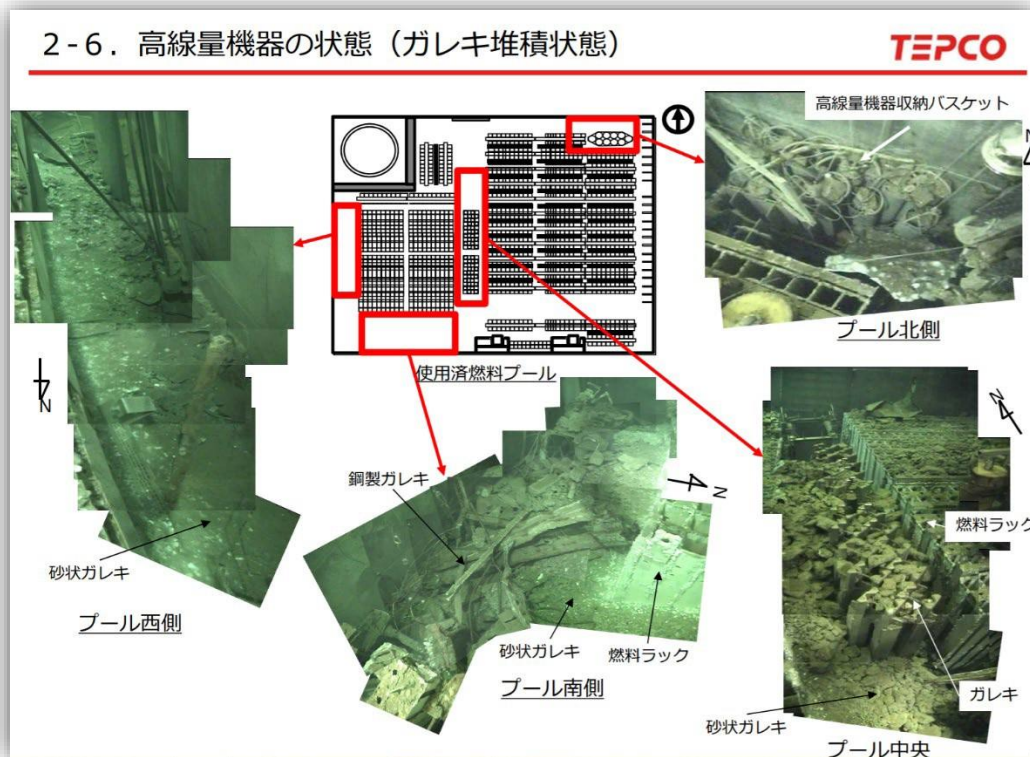 2-6. 高線量機器の状態（ガレキ堆積状態）
TEPCO
高線量機器収納バスケット
N
プール北側
使用済燃料プール
N
砂状ガレキ
プール西側
鋼製ガレキ
N
砂状ガレキ
燃料ラック
プール南側
N
燃料ラック
ガレキ
砂状ガレキ
プール中央